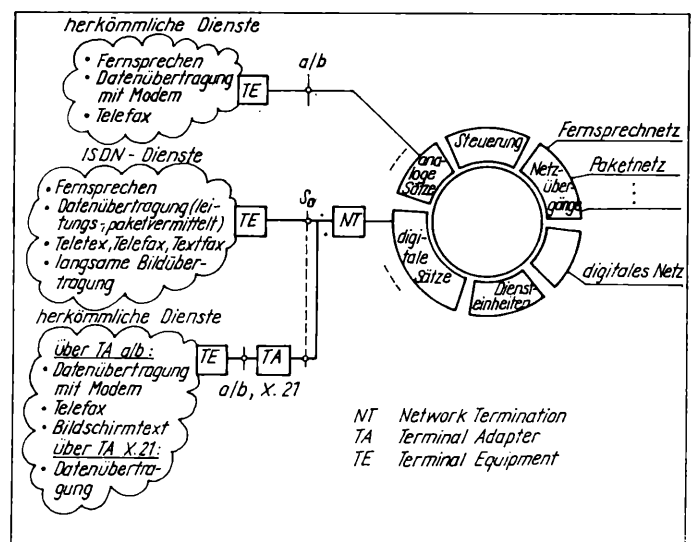 herkömmliche Dienste
• Fernsprechen
• Datenübertragung
mit Modem
• Telefax
TE
a/b
ISDN - Dienste
• Fernsprechen
• Datenübertragung (lei-
tungs-, paketvermittelt)
• Teletex, Telefax, Textfax
• langsame Bildüber-
tragung
TE
S₀
NT
herkömmliche Dienste
über TA a/b:
• Datenübertragung
mit Modem
• Telefax
• Bildschirmtext
über TA X.21:
• Datenübertra-
gung
TE
TA
a/b, X.21
analoge
Sätze
Steuerung
Netz-
über-
gänge
digi-
tale
Sätze
Dienst-
einheiten
Fernsprechnetz
Paketnetz
digitales Netz
NT Network Termination
TA Terminal Adapter
TE Terminal Equipment